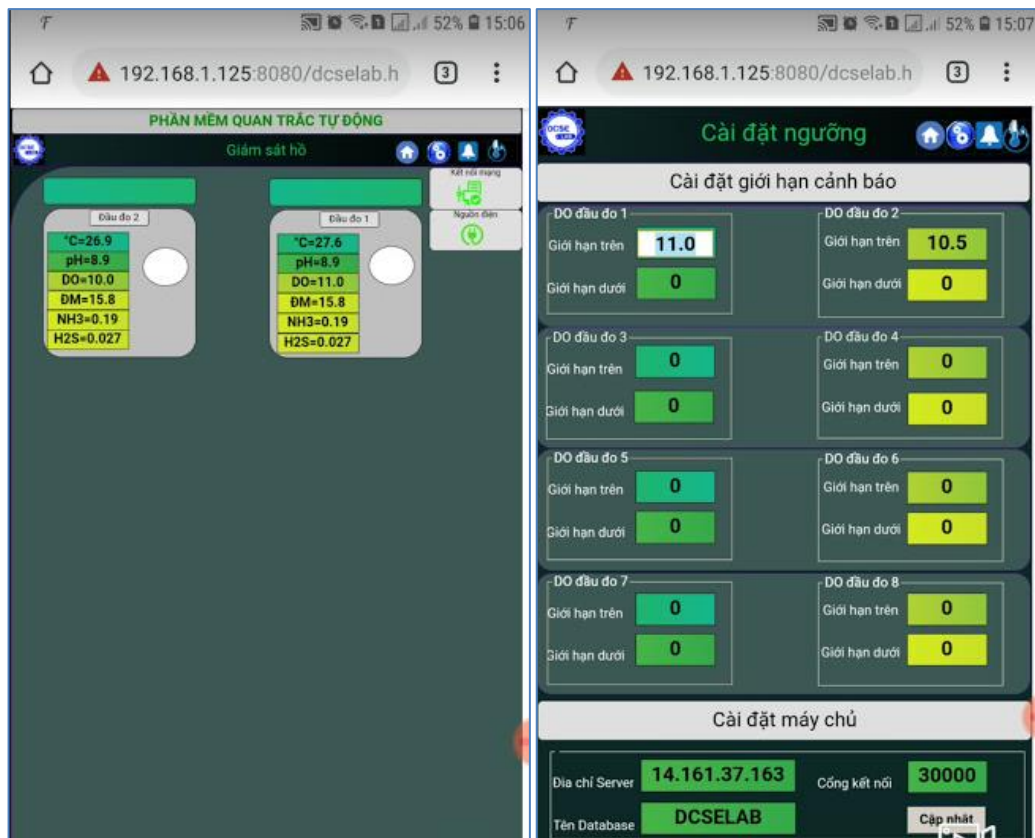 52% 15:06
192.168.1.125:8080/dcselab.h 3
PHẦN MỀM QUAN TRẮC TỰ ĐỘNG
Giám sát hồ
Kết nối mạng
Nguồn điện
Đầu đo 2
°C=26.9
pH=8.9
DO=10.0
ĐM=15.8
NH3=0.19
H2S=0.027
Đầu đo 1
°C=27.6
pH=8.9
DO=11.0
ĐM=15.8
NH3=0.19
H2S=0.027
52% 15:07
192.168.1.125:8080/dcselab.h 3
DCSE
Cài đặt ngưỡng
Cài đặt giới hạn cảnh báo
DO đầu đo 1
Giới hạn trên 11.0
Giới hạn dưới 0
DO đầu đo 2
Giới hạn trên 10.5
Giới hạn dưới 0
DO đầu đo 3
Giới hạn trên 0
Giới hạn dưới 0
DO đầu đo 4
Giới hạn trên 0
Giới hạn dưới 0
DO đầu đo 5
Giới hạn trên 0
Giới hạn dưới 0
DO đầu đo 6
Giới hạn trên 0
Giới hạn dưới 0
DO đầu đo 7
Giới hạn trên 0
Giới hạn dưới 0
DO đầu đo 8
Giới hạn trên 0
Giới hạn dưới 0
Cài đặt máy chủ
Địa chỉ Server 14.161.37.163 Cổng kết nối 30000
Tên Database DCSELAB Cập nhật